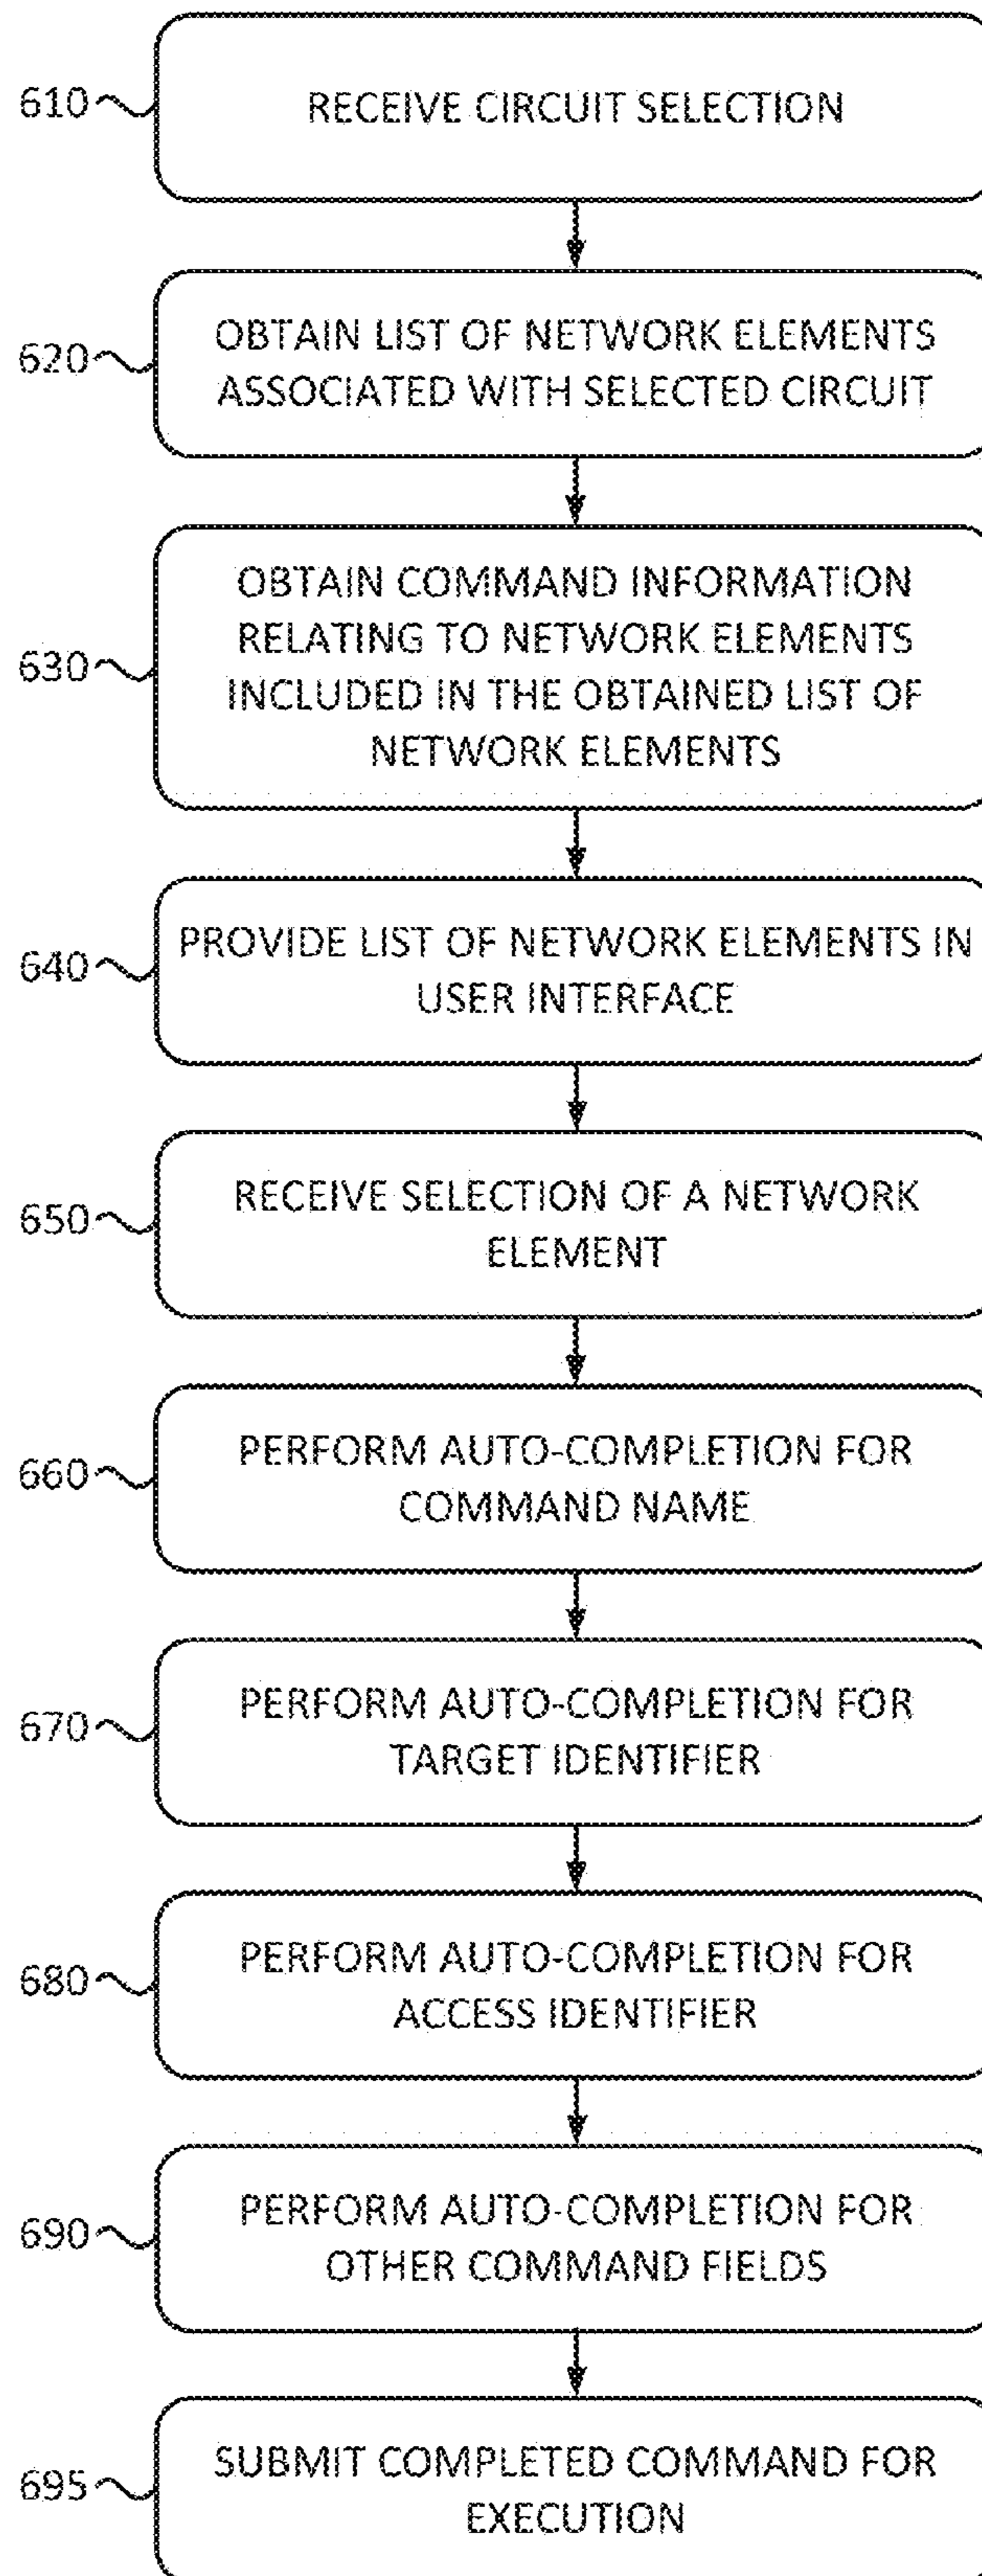 610
RECEIVE CIRCUIT SELECTION
620
OBTAIN LIST OF NETWORK ELEMENTS
ASSOCIATED WITH SELECTED CIRCUIT
630
OBTAIN COMMAND INFORMATION
RELATING TO NETWORK ELEMENTS
INCLUDED IN THE OBTAINED LIST OF
NETWORK ELEMENTS
640
PROVIDE LIST OF NETWORK ELEMENTS IN
USER INTERFACE
650
RECEIVE SELECTION OF A NETWORK
ELEMENT
660
PERFORM AUTO-COMPLETION FOR
COMMAND NAME
670
PERFORM AUTO-COMPLETION FOR
TARGET IDENTIFIER
680
PERFORM AUTO-COMPLETION FOR
ACCESS IDENTIFIER
690
PERFORM AUTO-COMPLETION FOR
OTHER COMMAND FIELDS
695
SUBMIT COMPLETED COMMAND FOR
EXECUTION